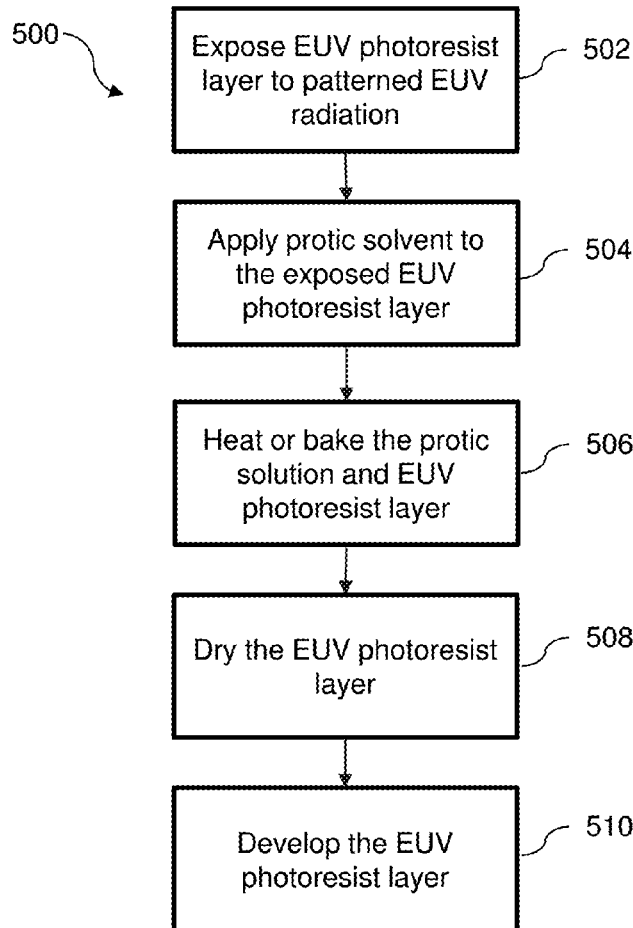 500
Expose EUV photoresist
layer to patterned EUV
radiation
502
Apply protic solvent to
the exposed EUV
photoresist layer
504
Heat or bake the protic
solution and EUV
photoresist layer
506
Dry the EUV photoresist
layer
508
Develop the EUV
photoresist layer
510